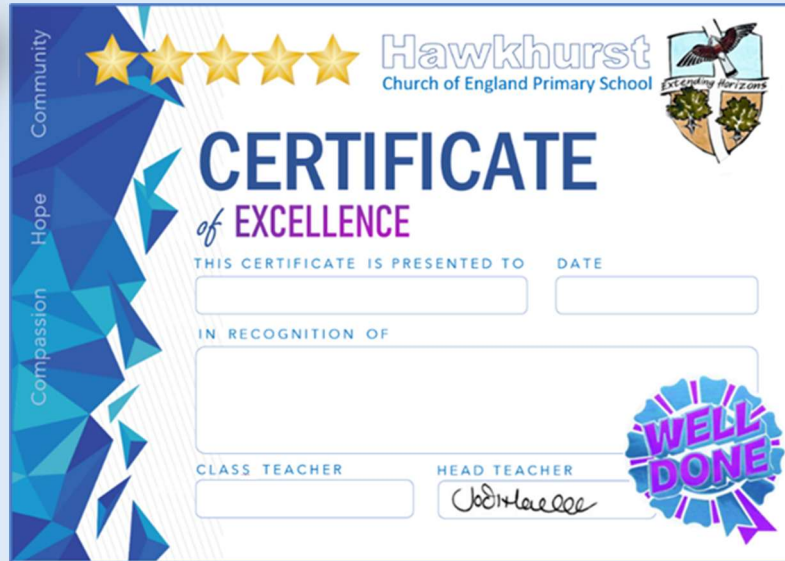 Community
Hope
Compassion
Hawkhurst
Church of England Primary School
Extending Horizons
CERTIFICATE
of EXCELLENCE
THIS CERTIFICATE IS PRESENTED TO
DATE
IN RECOGNITION OF
CLASS TEACHER
HEAD TEACHER
WELL
DONE